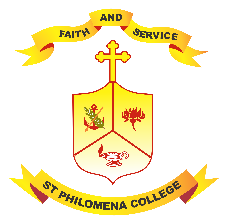 FAITH AND SERVICE
ST PHILOMENA COLLEGE